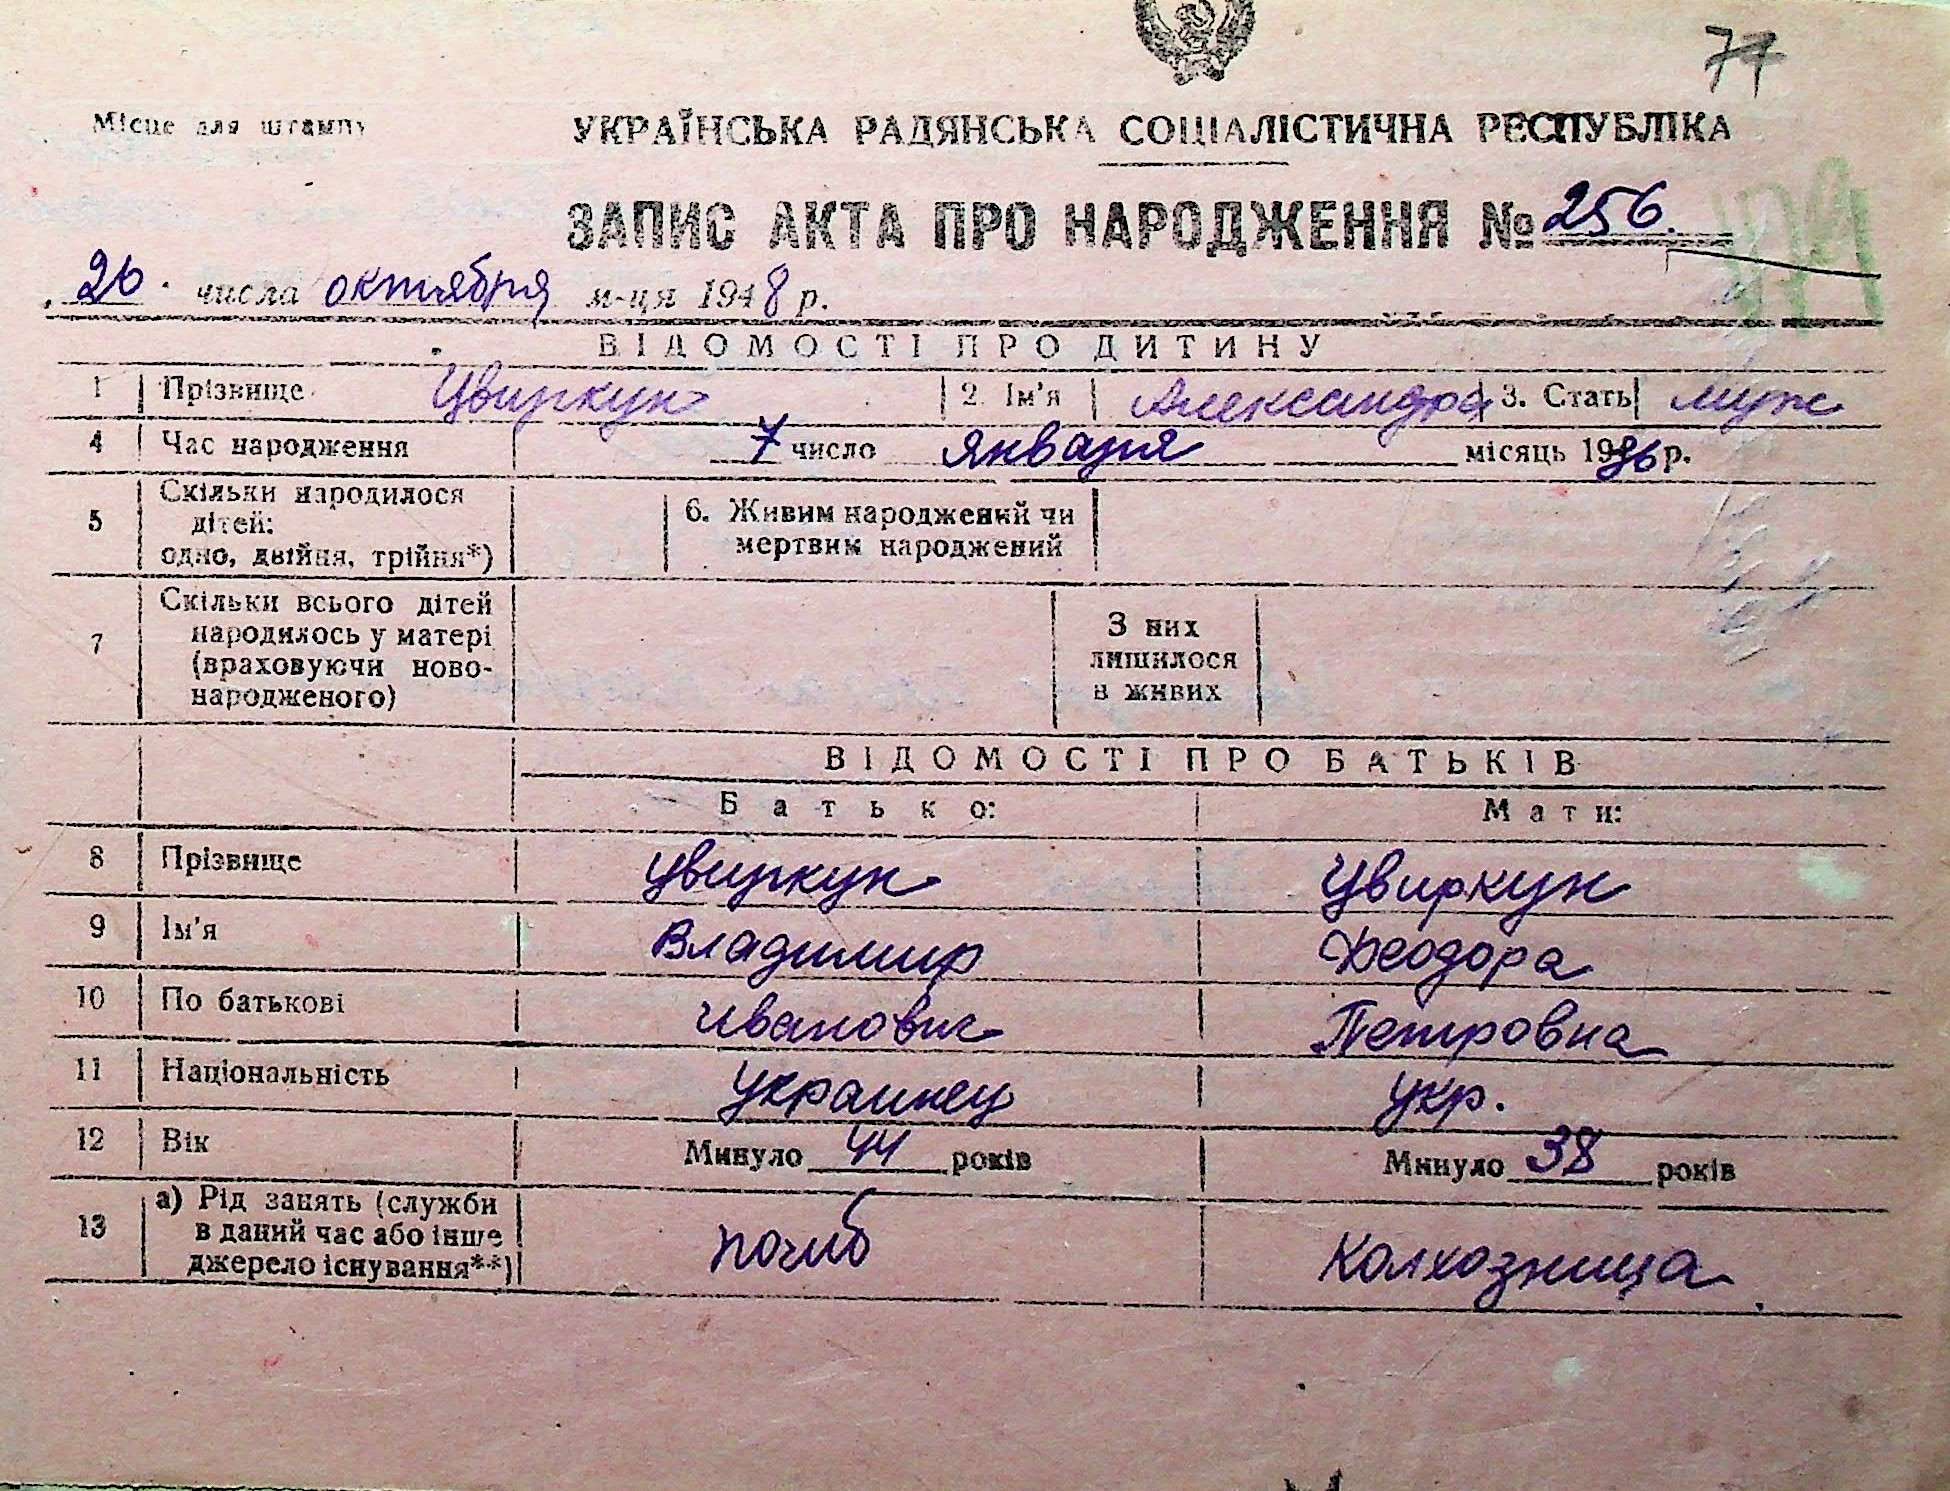 77
Місце для штампу
УКРАЇНСЬКА РАДЯНСЬКА СОЦІАЛІСТИЧНА РЕСПУБЛІКА
ЗАПИС АКТА ПРО НАРОДЖЕННЯ № 256.
26. числа октября м-ця 1948 р.
ВІДОМОСТІ ПРО ДИТИНУ
1 Прізвище Цвиркун 2. Ім'я Александра 3. Стать муж
4 Час народження 7 число января місяць 1936 р.
5 Скільки народилося
дітей:
одно, двійня, трійня*)
6. Живим народжений чи
мертвим народжений
7 Скільки всього дітей
народилось у матері
(враховуючи ново-
народженого)
З них
лишилося
в живих
ВІДОМОСТІ ПРО БАТЬКІВ
Батько: Мати:
8 Прізвище Цвиркун Цвиркун
9 Ім'я Владимир Феодора
10 По батькові Иванович Петровна
11 Національність украинец укр.
12 Вік Минуло 44 років Минуло 38 років
13 а) Рід занять (служби
в даний час або інше
джерело існування**)
погиб колхозница